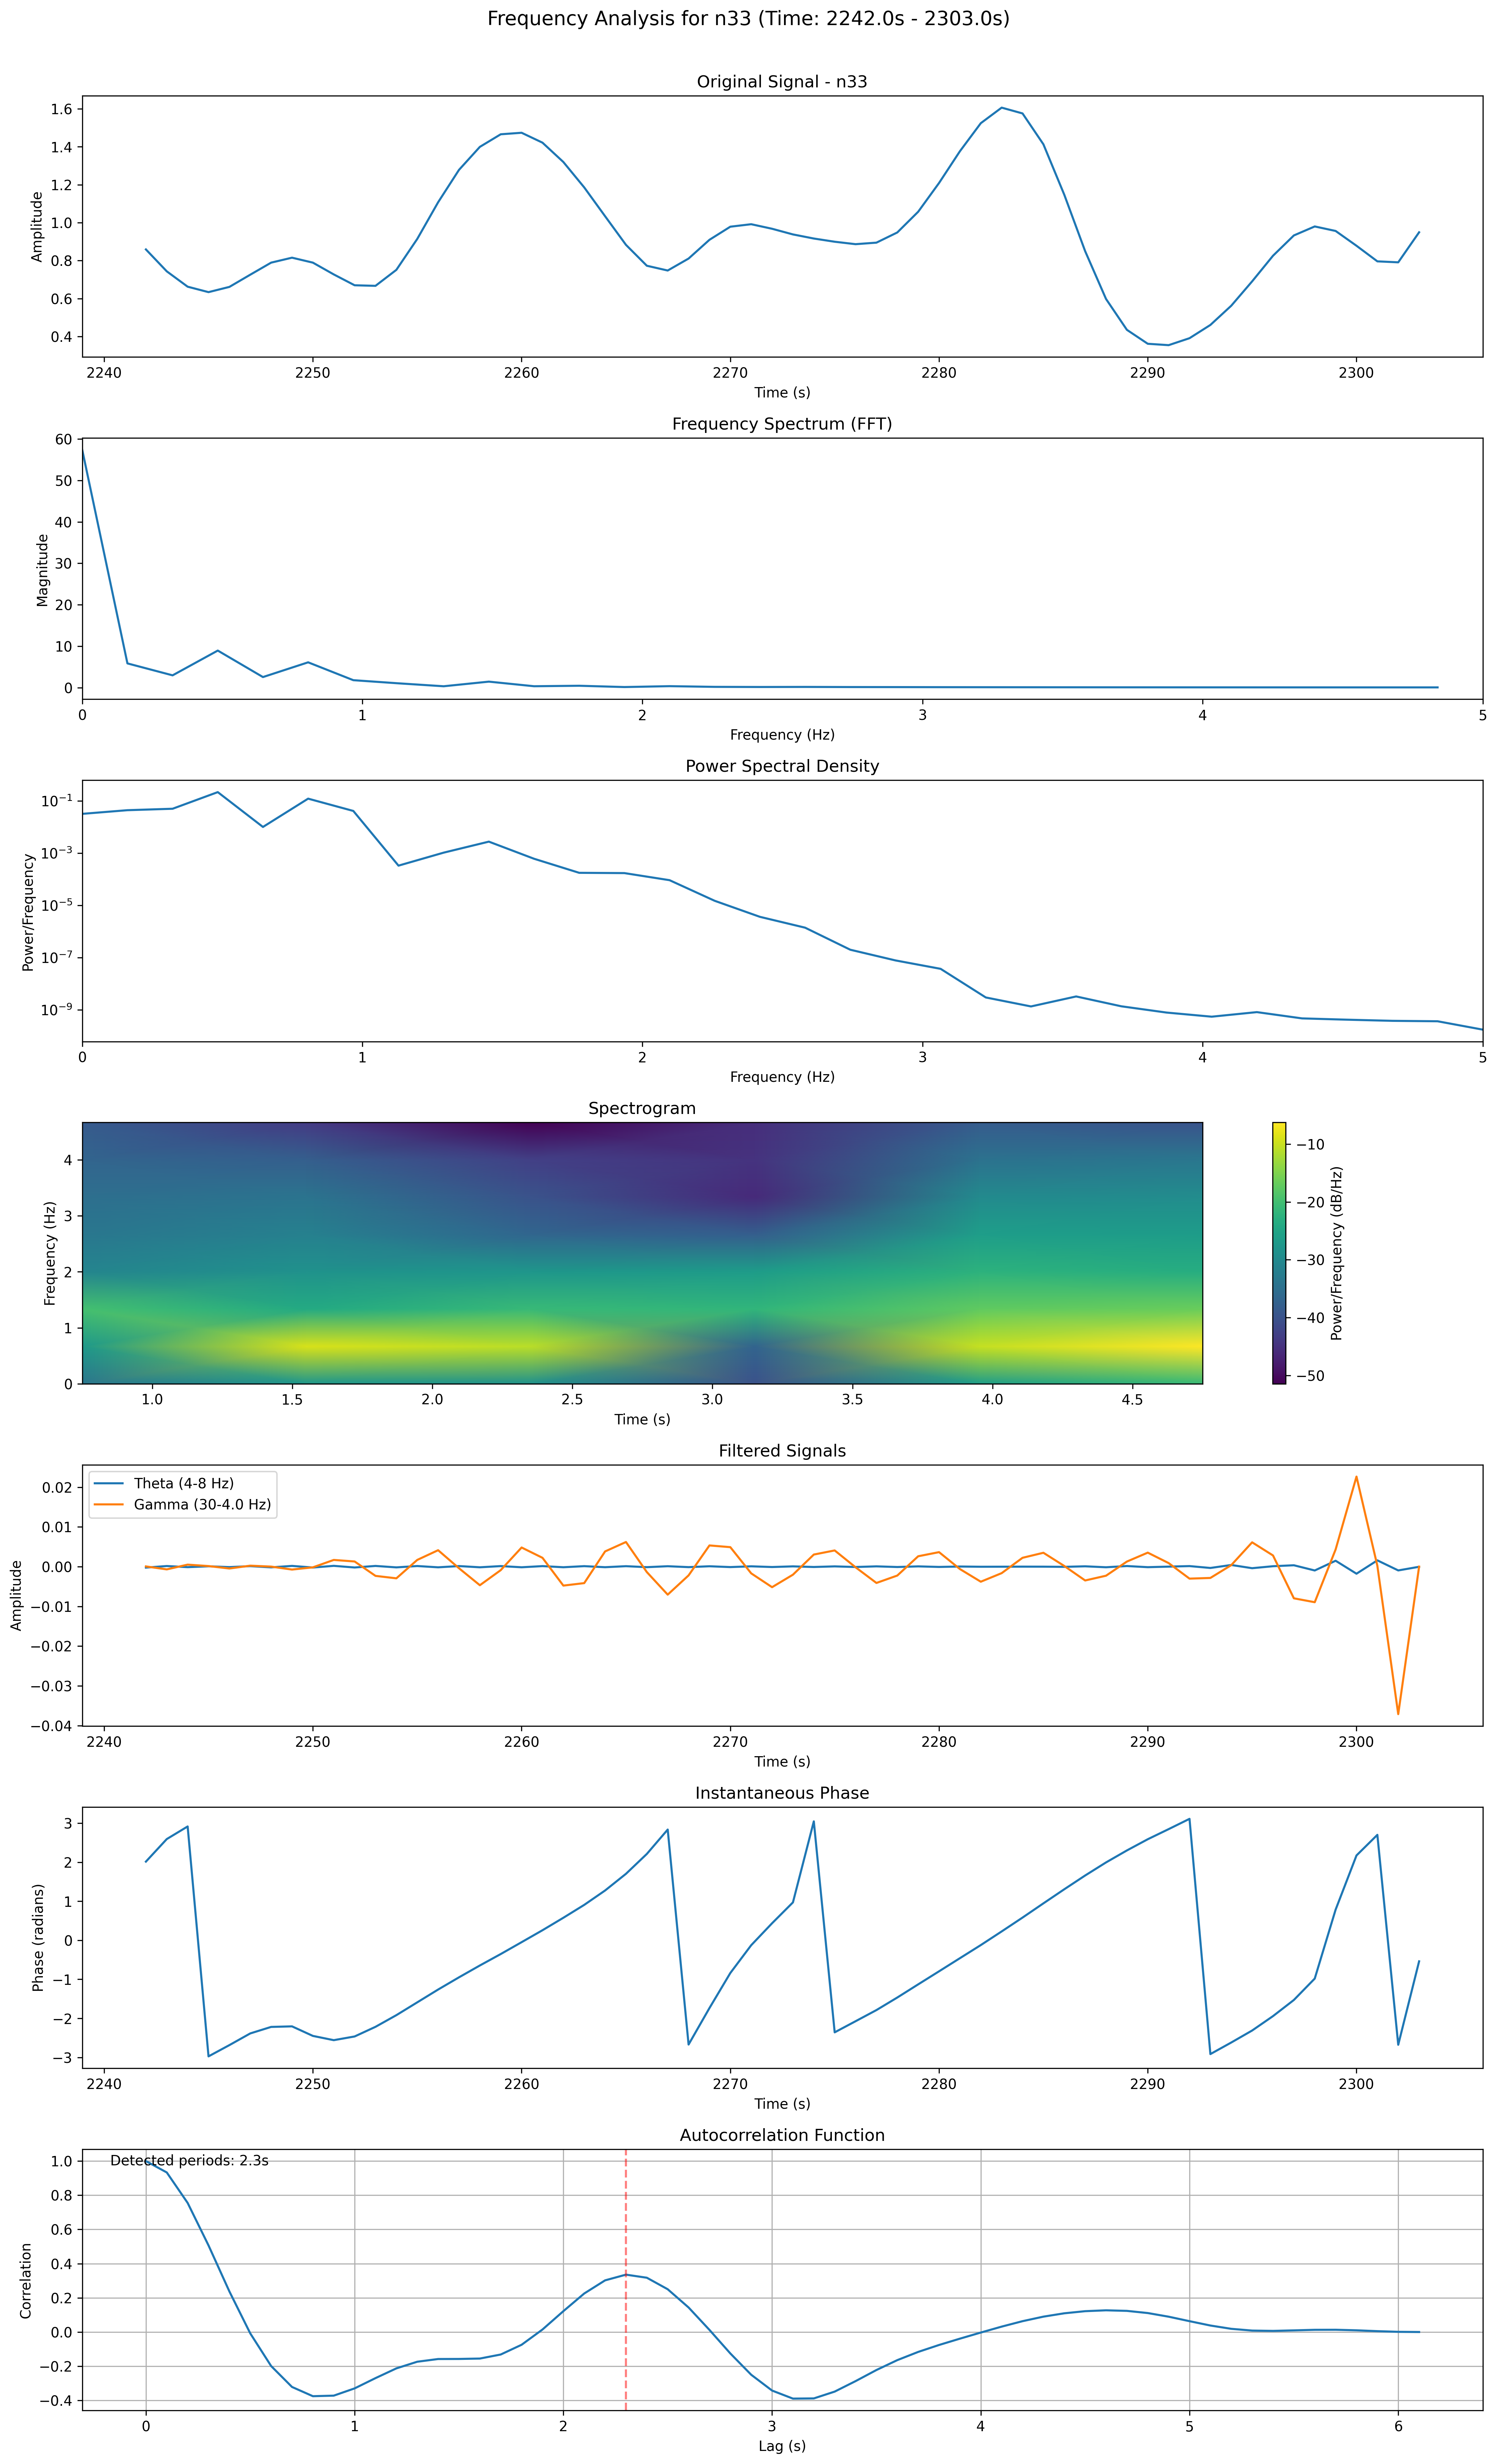 Frequency Analysis for n33 (Time: 2242.0s - 2303.0s)
Original Signal - n33
Amplitude
1.6
1.4
1.2
1.0
0.8
0.6
0.4
2240 2250 2260 2270 2280 2290 2300
Time (s)
Frequency Spectrum (FFT)
Magnitude
60
50
40
30
20
10
0
0 1 2 3 4 5
Frequency (Hz)
Power Spectral Density
Power/Frequency
10⁻¹
10⁻³
10⁻⁵
10⁻⁷
10⁻⁹
0 1 2 3 4 5
Frequency (Hz)
Spectrogram
Frequency (Hz)
4
3
2
1
0
1.0 1.5 2.0 2.5 3.0 3.5 4.0 4.5
Time (s)
−10
−20
−30
−40
−50
Power/Frequency (dB/Hz)
Filtered Signals
Theta (4-8 Hz)
Gamma (30-4.0 Hz)
Amplitude
0.02
0.01
0.00
−0.01
−0.02
−0.03
−0.04
2240 2250 2260 2270 2280 2290 2300
Time (s)
Instantaneous Phase
Phase (radians)
3
2
1
0
−1
−2
−3
2240 2250 2260 2270 2280 2290 2300
Time (s)
Autocorrelation Function
Detected periods: 2.3s
Correlation
1.0
0.8
0.6
0.4
0.2
0.0
−0.2
−0.4
0 1 2 3 4 5 6
Lag (s)